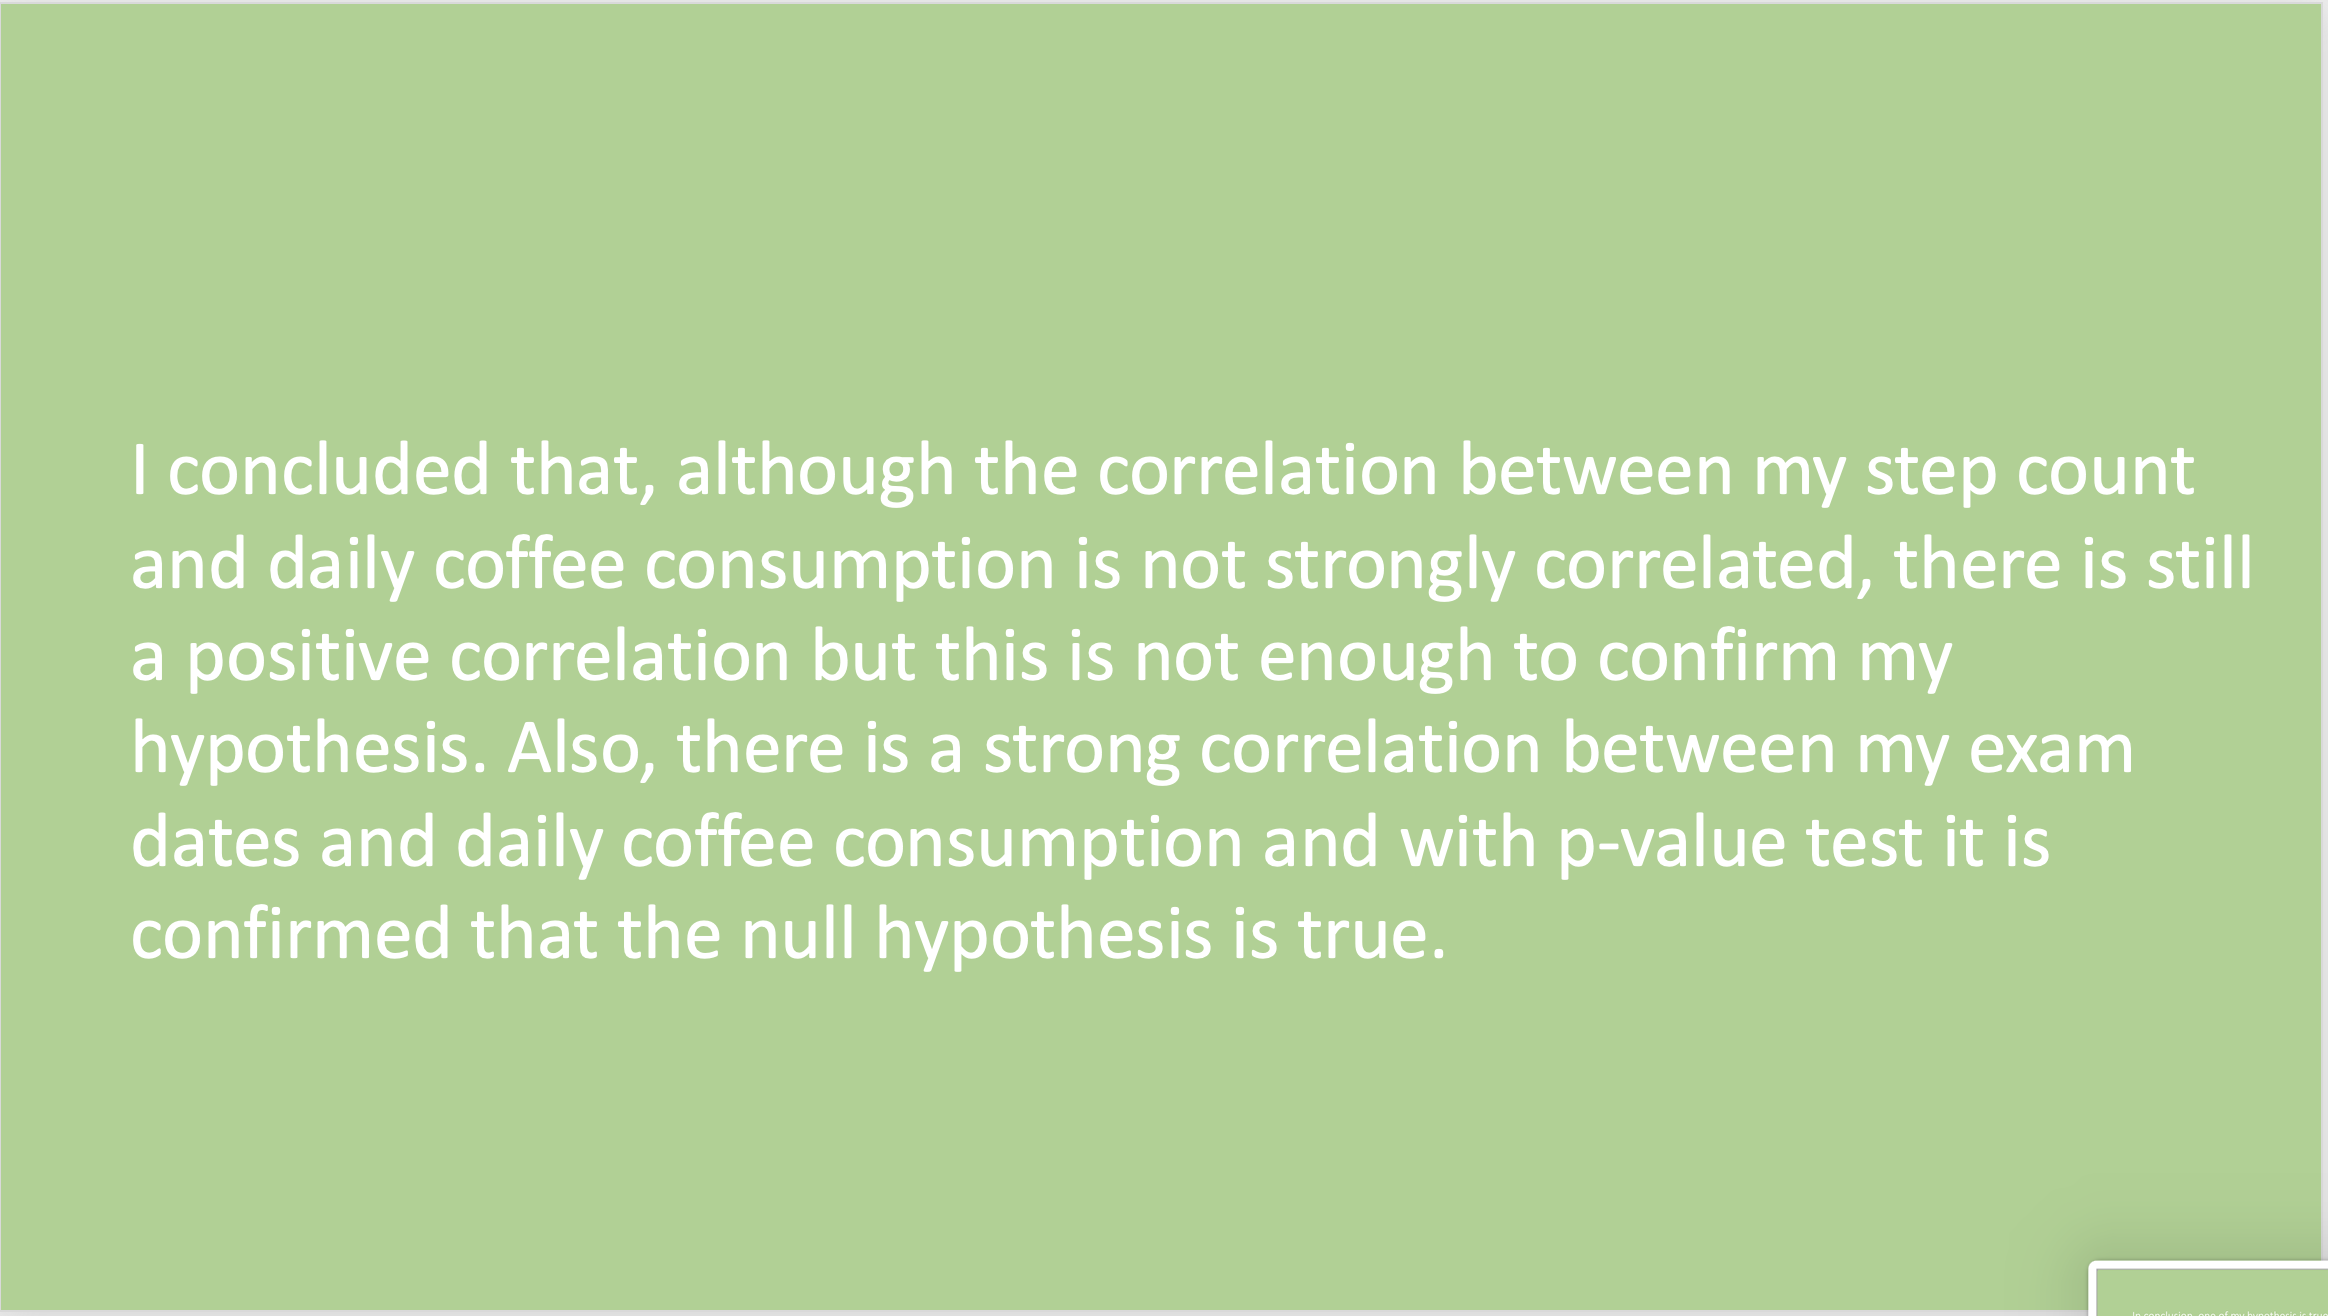 I concluded that, although the correlation between my step count
and daily coffee consumption is not strongly correlated, there is still
a positive correlation but this is not enough to confirm my
hypothesis. Also, there is a strong correlation between my exam
dates and daily coffee consumption and with p-value test it is
confirmed that the null hypothesis is true.
In conclusion, one of my hypothesis is true